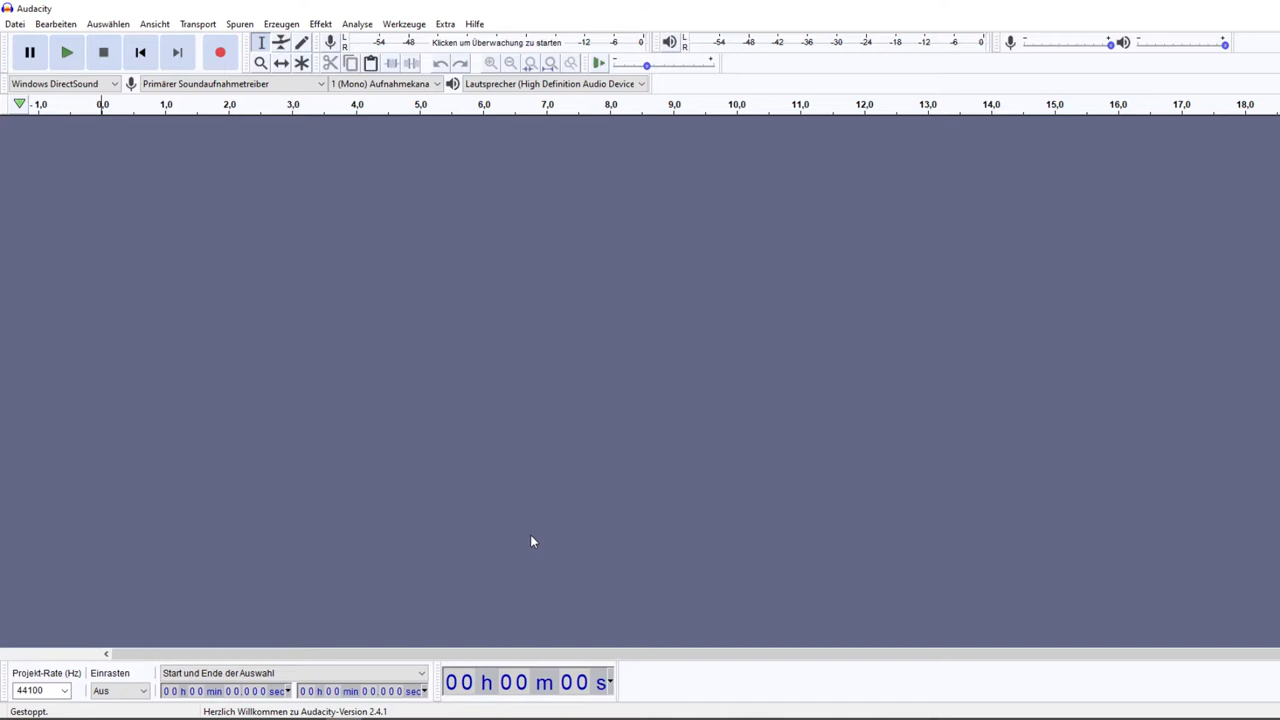 Audacity
Datei Bearbeiten Auswählen Ansicht Transport Spuren Erzeugen Effekt Analyse Werkzeuge Extra Hilfe
L -54 -48 Klicken um Überwachung zu starten -12 -6 0 L -54 -48 -42 -36 -30 -24 -18 -12 -6 0 - + - +
R R
- +
Windows DirectSound Primärer Soundaufnahmetreiber 1 (Mono) Aufnahmekana Lautsprecher (High Definition Audio Device
-1,0 0,0 1,0 2,0 3,0 4,0 5,0 6,0 7,0 8,0 9,0 10,0 11,0 12,0 13,0 14,0 15,0 16,0 17,0 18,0
Projekt-Rate (Hz) Einrasten Start und Ende der Auswahl
44100 Aus 00 h 00 min 00.000 sec 00 h 00 min 00.000 sec 00 h 00 m 00 s
Gestoppt. Herzlich Willkommen zu Audacity-Version 2.4.1